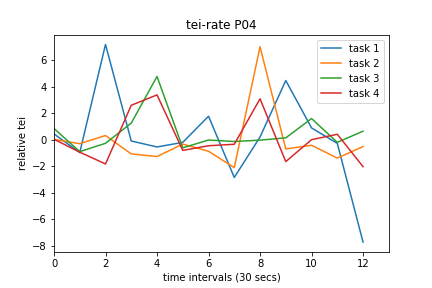 tei-rate P04
task 1
task 2
task 3
task 4
relative tei
6
4
2
0
−2
−4
−6
−8
0 2 4 6 8 10 12
time intervals (30 secs)